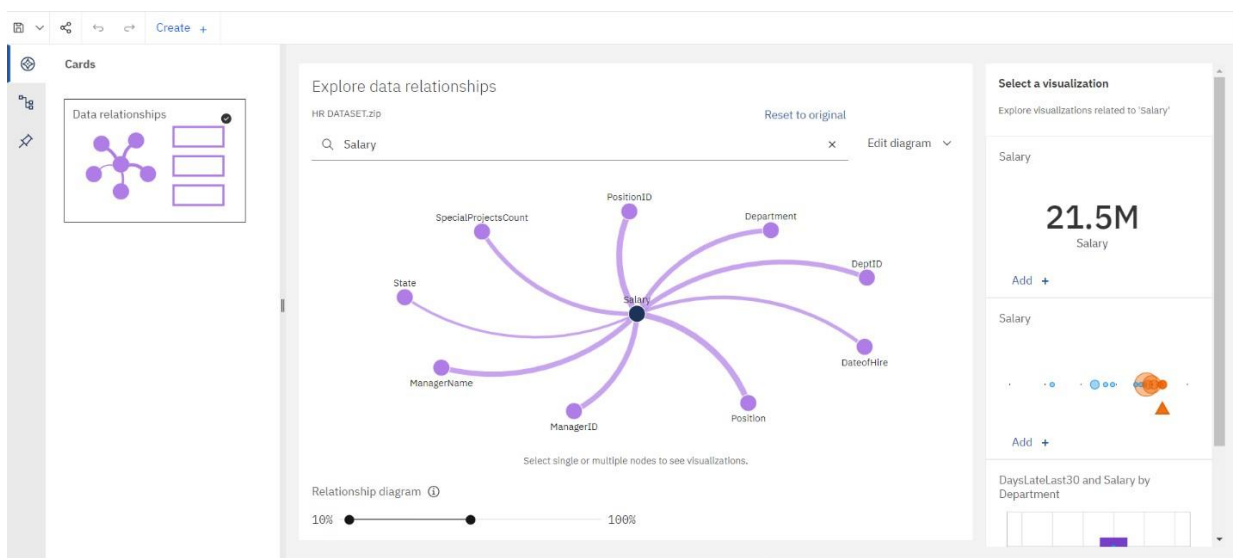 Create +
Cards
Data relationships
Explore data relationships
HR DATASET.zip
Reset to original
Salary
Edit diagram
PositionID
SpecialProjectsCount
Department
DeptID
State
Salary
DateofHire
ManagerName
ManagerID
Position
Select single or multiple nodes to see visualizations.
Relationship diagram
10%
100%
Select a visualization
Explore visualizations related to 'Salary'
Salary
21.5M
Salary
Add +
Salary
Add +
DaysLateLast30 and Salary by
Department